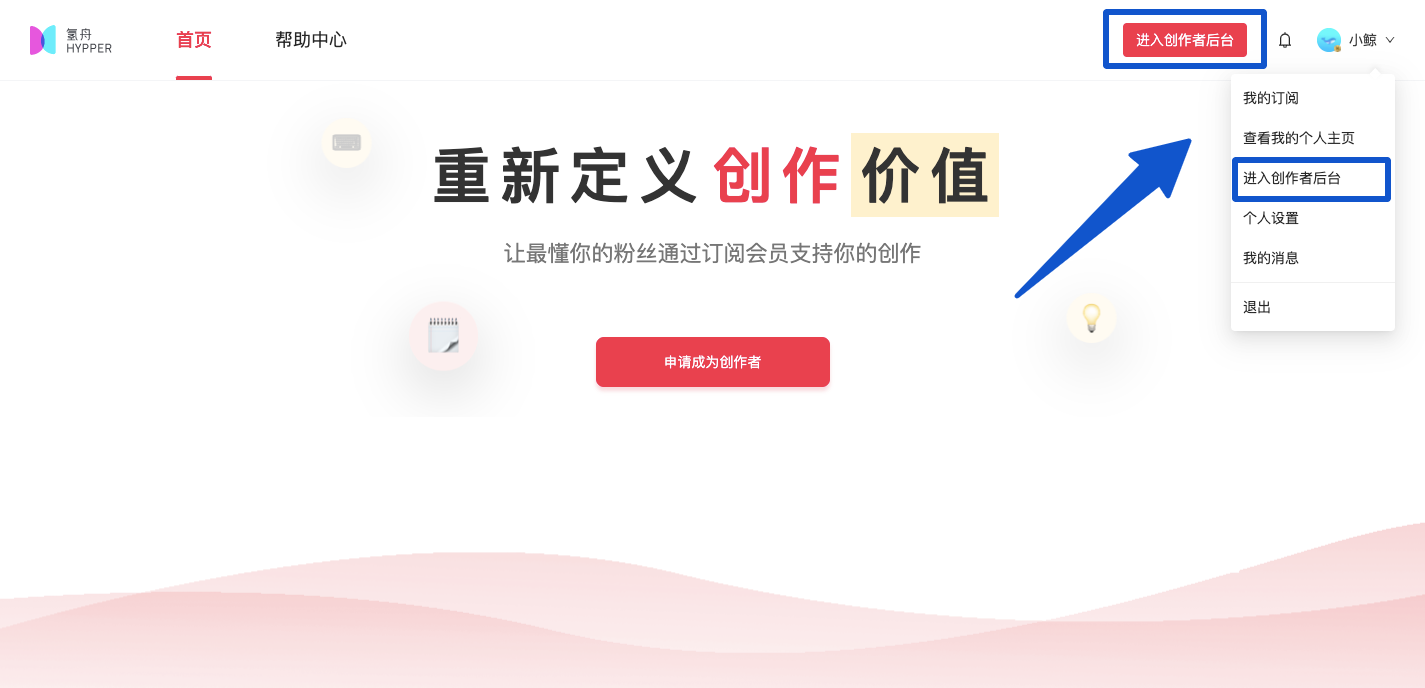 氢舟
HYPPER
首页
帮助中心
进入创作者后台
小鲸
我的订阅
查看我的个人主页
进入创作者后台
个人设置
我的消息
退出
重新定义创作价值
让最懂你的粉丝通过订阅会员支持你的创作
申请成为创作者